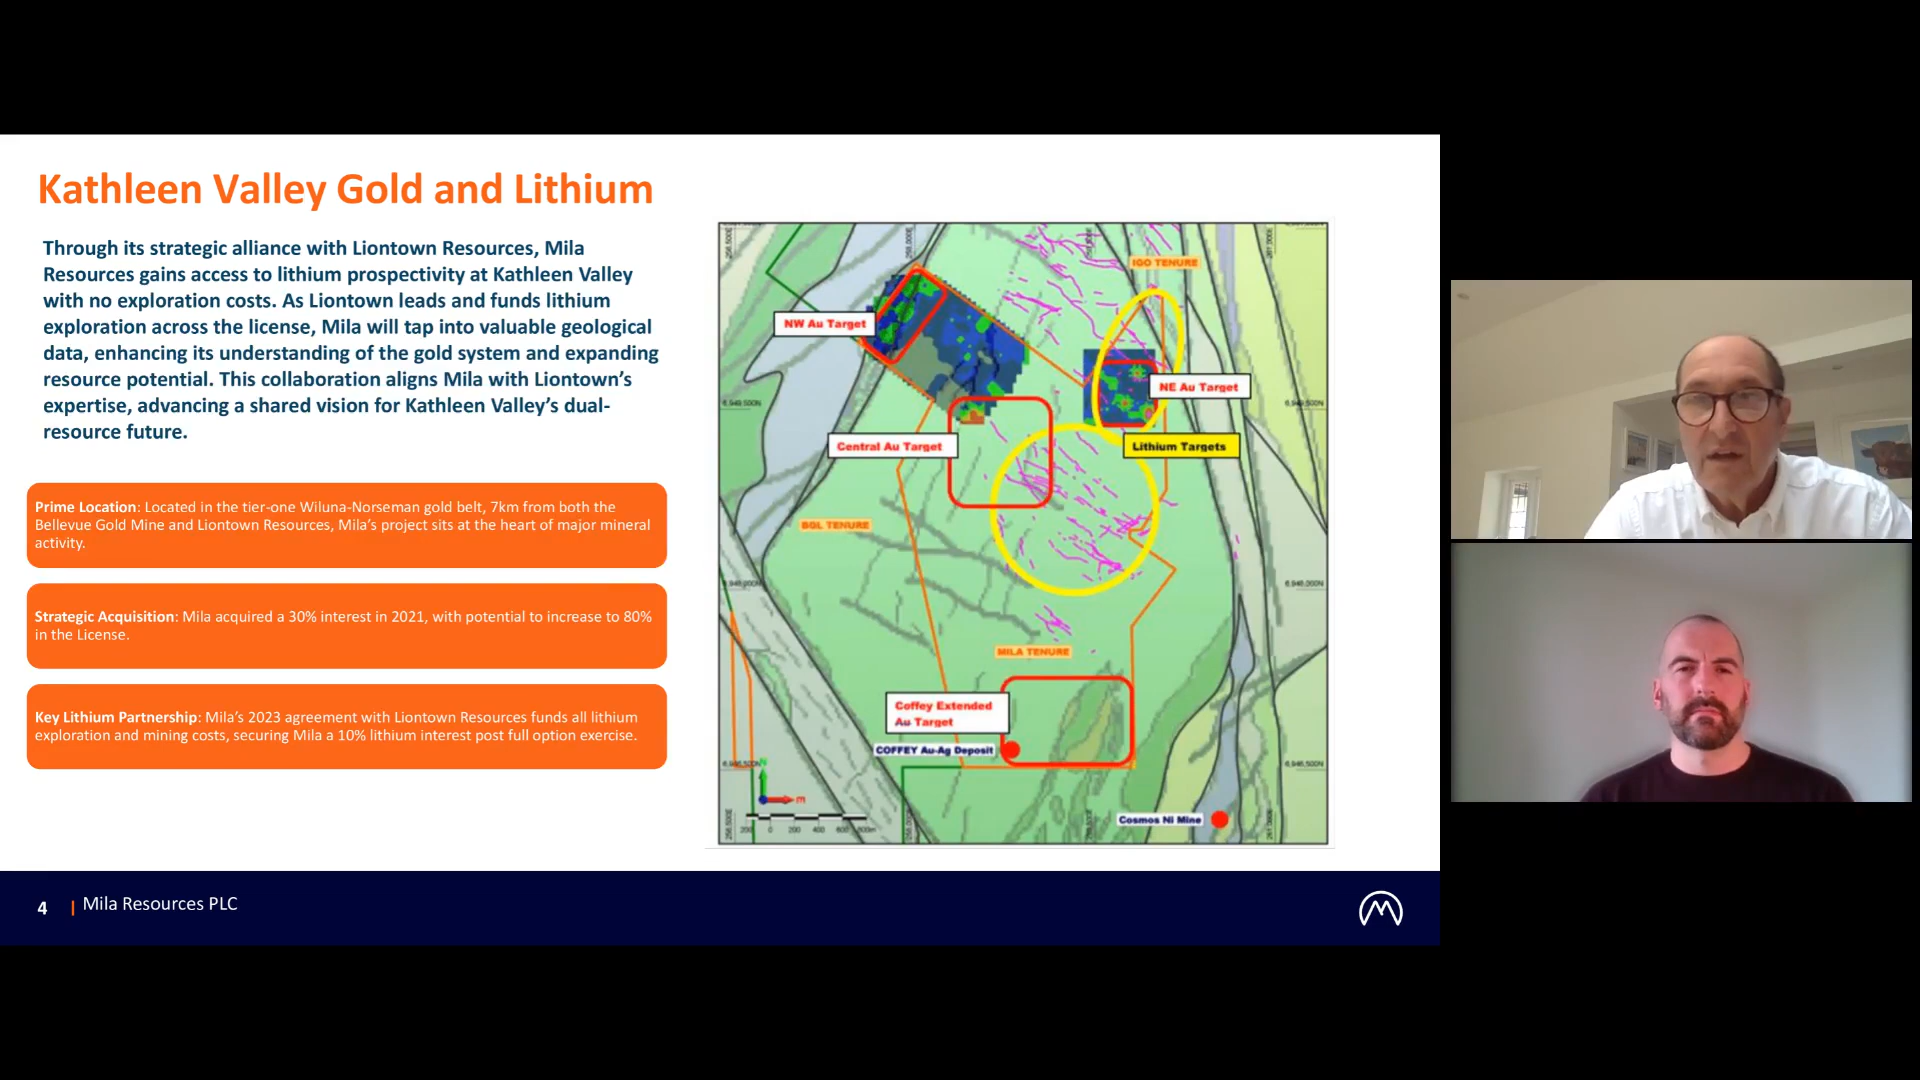 Kathleen Valley Gold and Lithium
Through its strategic alliance with Liontown Resources, Mila
Resources gains access to lithium prospectivity at Kathleen Valley
with no exploration costs. As Liontown leads and funds lithium
exploration across the license, Mila will tap into valuable geological
data, enhancing its understanding of the gold system and expanding
resource potential. This collaboration aligns Mila with Liontown’s
expertise, advancing a shared vision for Kathleen Valley’s dual-
resource future.
Prime Location: Located in the tier-one Wiluna-Norseman gold belt, 7km from both the
Bellevue Gold Mine and Liontown Resources, Mila’s project sits at the heart of major mineral
activity.
Strategic Acquisition: Mila acquired a 30% interest in 2021, with potential to increase to 80%
in the License.
Key Lithium Partnership: Mila’s 2023 agreement with Liontown Resources funds all lithium
exploration and mining costs, securing Mila a 10% lithium interest post full option exercise.
IGO TENURE
NW Au Target
NE Au Target
Central Au Target
Lithium Targets
BGL TENURE
MILA TENURE
Coffey Extended
Au Target
COFFEY Au-Ag Deposit
Cosmos Ni Mine
N
m
200 0 200 400 600 800m
4 | Mila Resources PLC